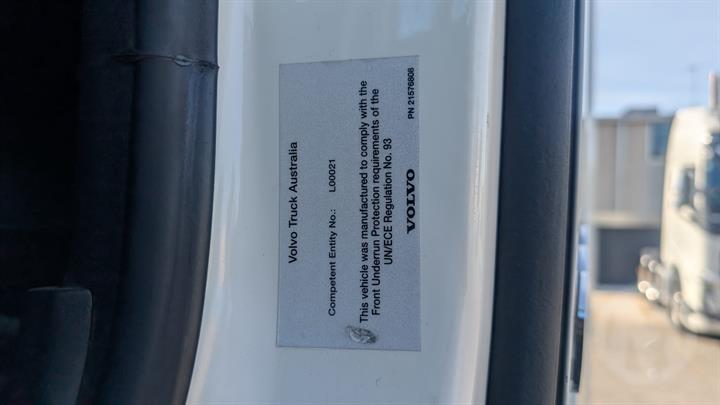 Volvo Truck Australia
Competent Entity No.: L00021
This vehicle was manufactured to comply with the
Front Underrun Protection requirements of the
UN/ECE Regulation No. 93
VOLVO
PN 21576808